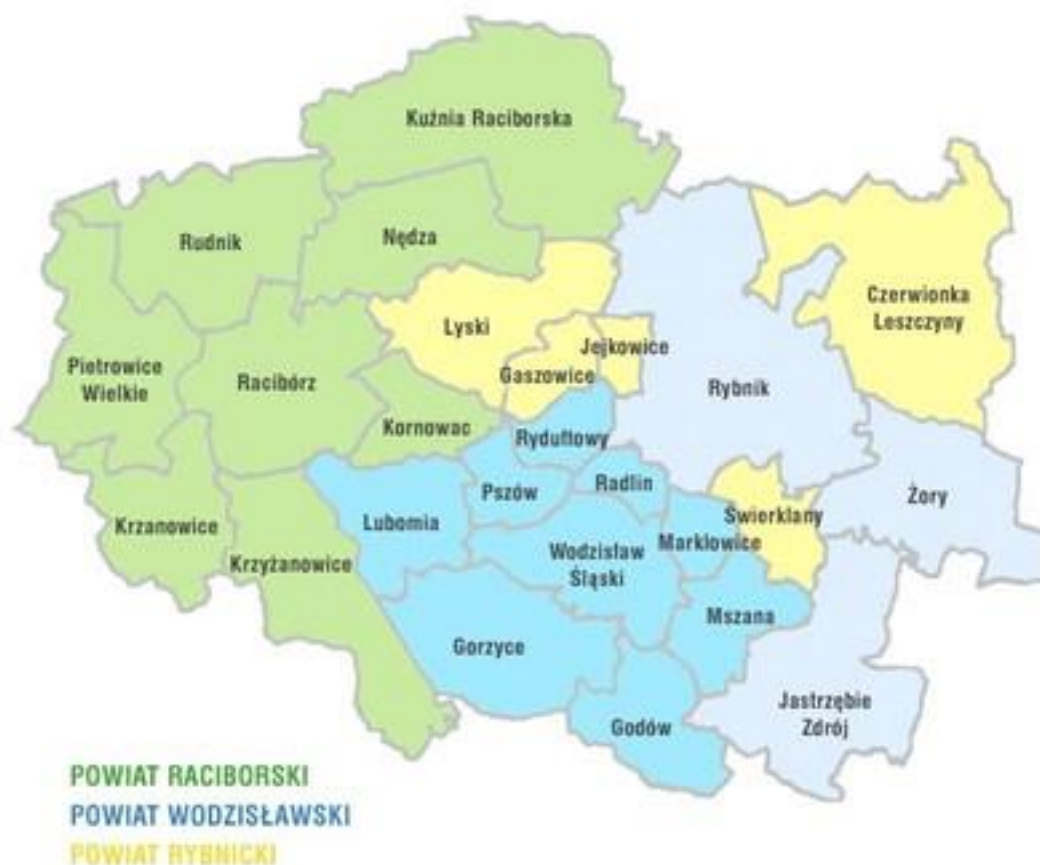 Kuźnia Raciborska
Rudnik
Nędza
Czerwionka
Leszczyny
Lyski
Jejkowice
Pietrowice
Wielkie
Racibórz
Gaszowice
Rybnik
Kornowac
Rydułtowy
Radlin
Pszów
Żory
Krzanowice
Lubomia
Świerklany
Marklowice
Wodzisław
Śląski
Krzyżanowice
Mszana
Gorzyce
Jastrzębie
Zdrój
Godów
POWIAT RACIBORSKI
POWIAT WODZISŁAWSKI
POWIAT RYBNICKI